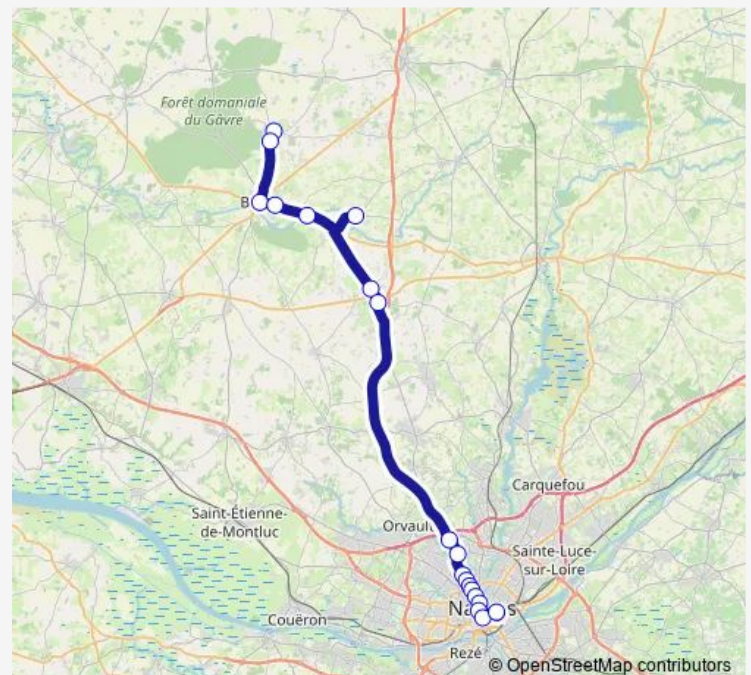 Forêt domaniale
du Gâvre
B
Carquefou
Saint-Étienne-
de-Montluc
Orvault
Sainte-Luce-
sur-Loire
Couëron
Rezé
© OpenStreetMap contributors